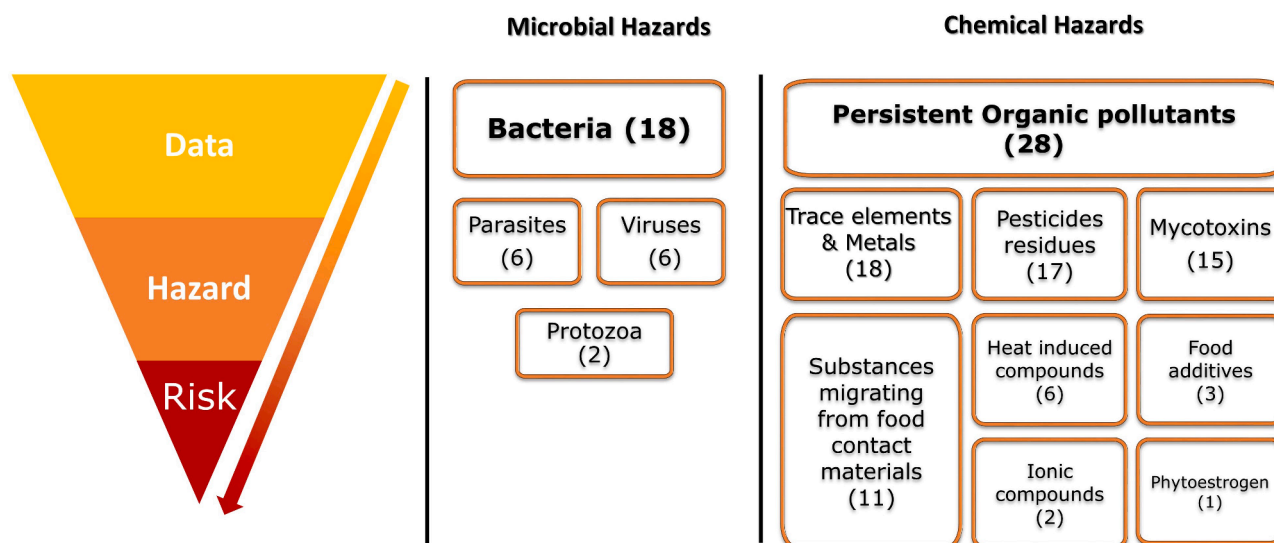 Microbial Hazards
Chemical Hazards
Data
Hazard
Risk
Bacteria (18)
Parasites
(6)
Viruses
(6)
Protozoa
(2)
Persistent Organic pollutants
(28)
Trace elements
& Metals
(18)
Pesticides
residues
(17)
Mycotoxins
(15)
Substances
migrating
from food
contact
materials
(11)
Heat induced
compounds
(6)
Food
additives
(3)
Ionic
compounds
(2)
Phytoestrogen
(1)